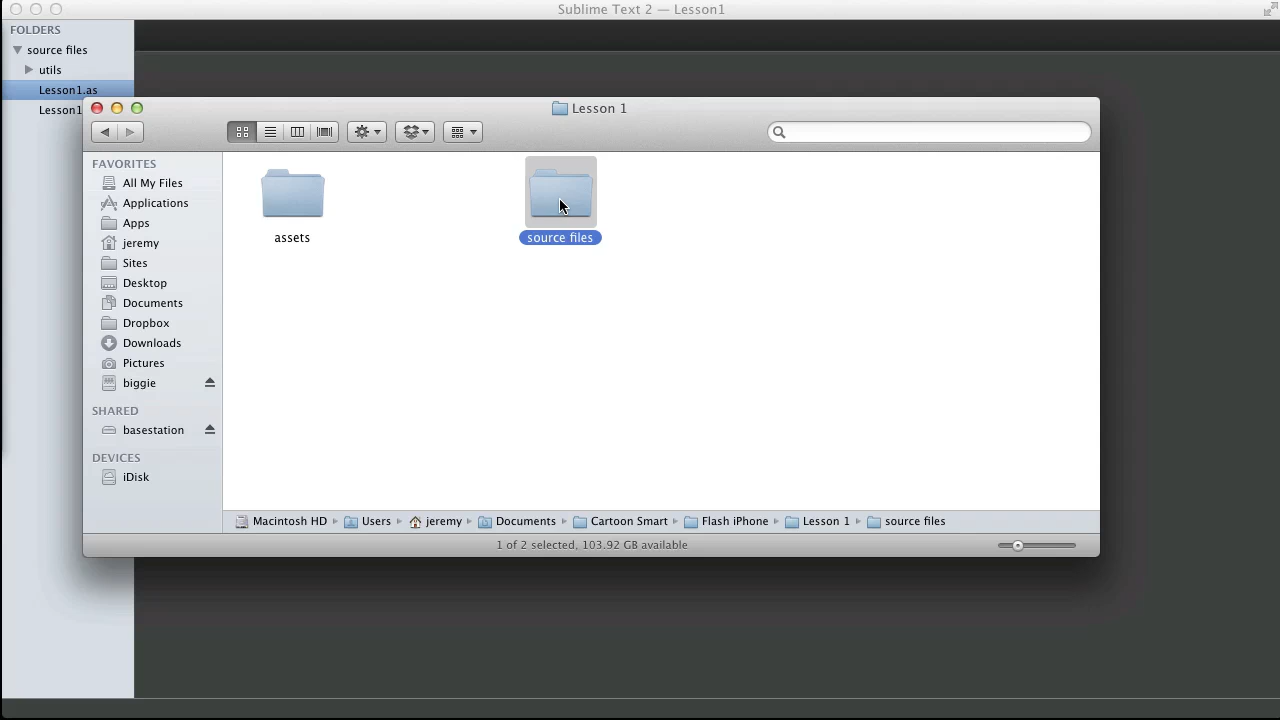 Sublime Text 2 — Lesson1
FOLDERS
source files
utils
Lesson1.as
Lesson1
Lesson 1
FAVORITES
All My Files
Applications
Apps
jeremy
Sites
Desktop
Documents
Dropbox
Downloads
Pictures
biggie
SHARED
basestation
DEVICES
iDisk
assets
source files
Macintosh HD Users jeremy Documents Cartoon Smart Flash iPhone Lesson 1 source files
1 of 2 selected, 103.92 GB available